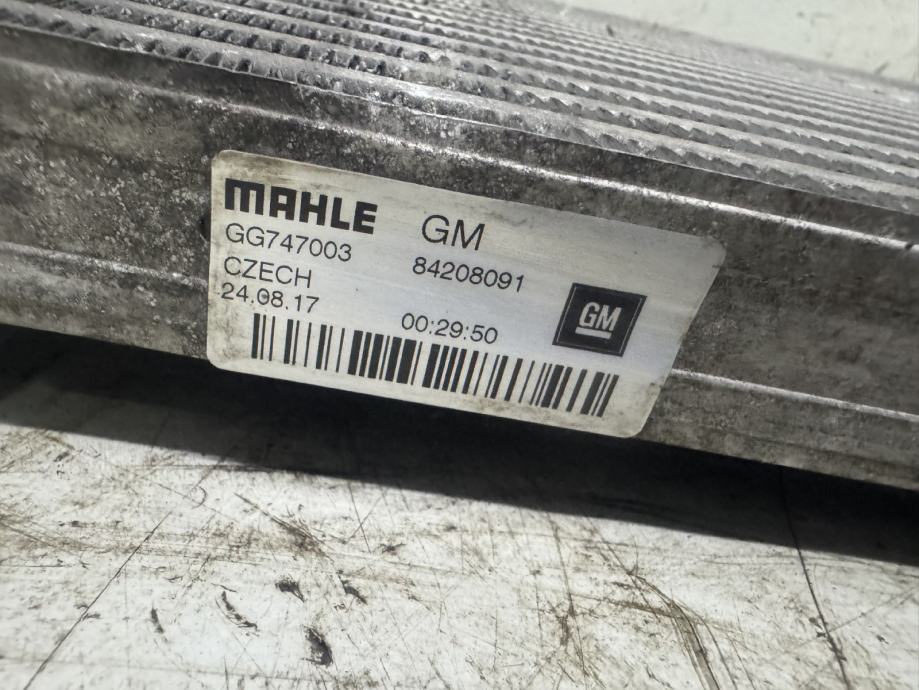 MAHLE GM
GG747003 84208091
CZECH
24.08.17 00:29:50
GM